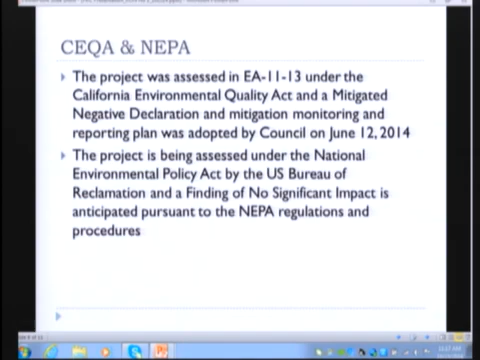 CEQA & NEPA
The project was assessed in EA-11-13 under the
California Environmental Quality Act and a Mitigated
Negative Declaration and mitigation monitoring and
reporting plan was adopted by Council on June 12, 2014
The project is being assessed under the National
Environmental Policy Act by the US Bureau of
Reclamation and a Finding of No Significant Impact is
anticipated pursuant to the NEPA regulations and
procedures